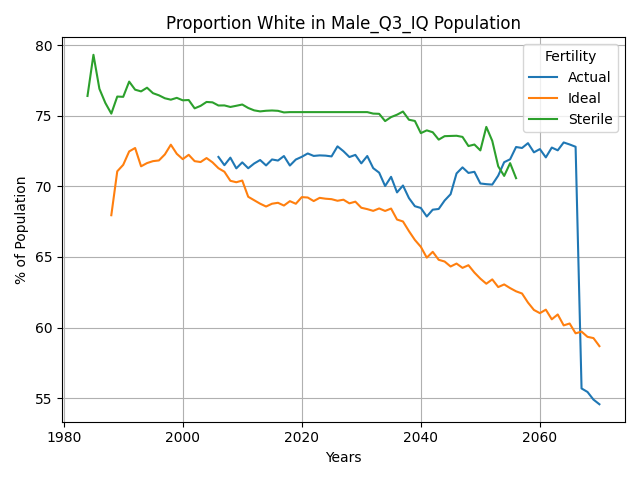 Proportion White in Male_Q3_IQ Population
80
75
70
65
60
55
% of Population
1980
2000
2020
2040
2060
Years
Fertility
Actual
Ideal
Sterile